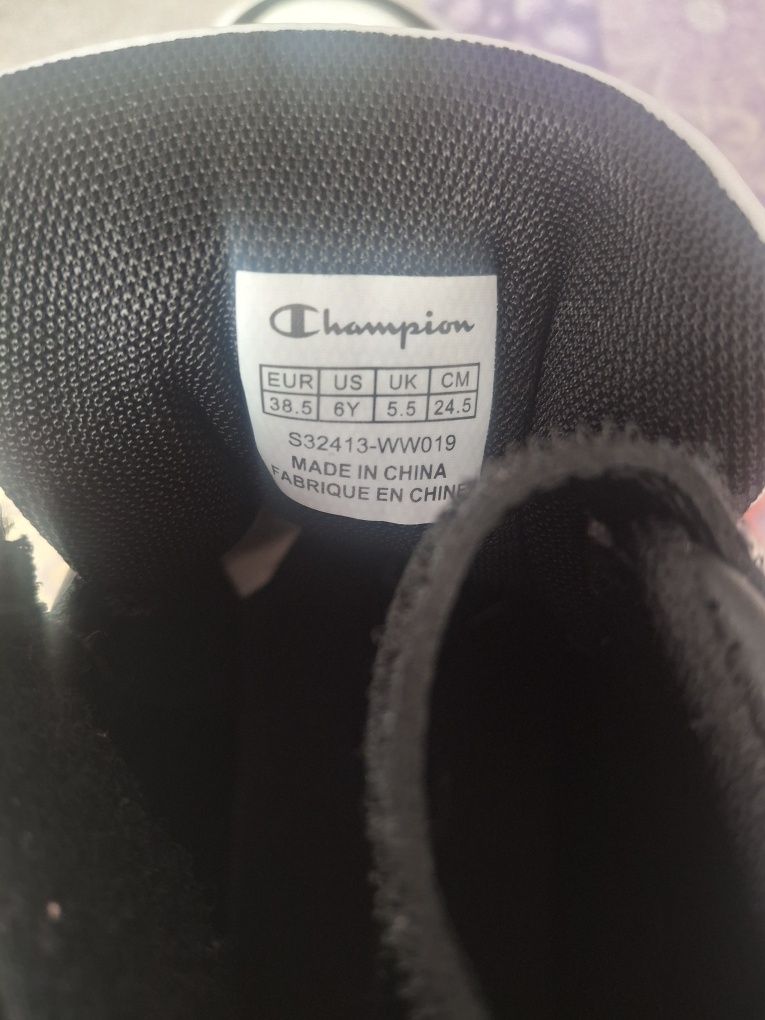 Champion
EUR US UK CM
38.5 6Y 5.5 24.5
S32413-WW019
MADE IN CHINA
FABRIQUE EN CHINE